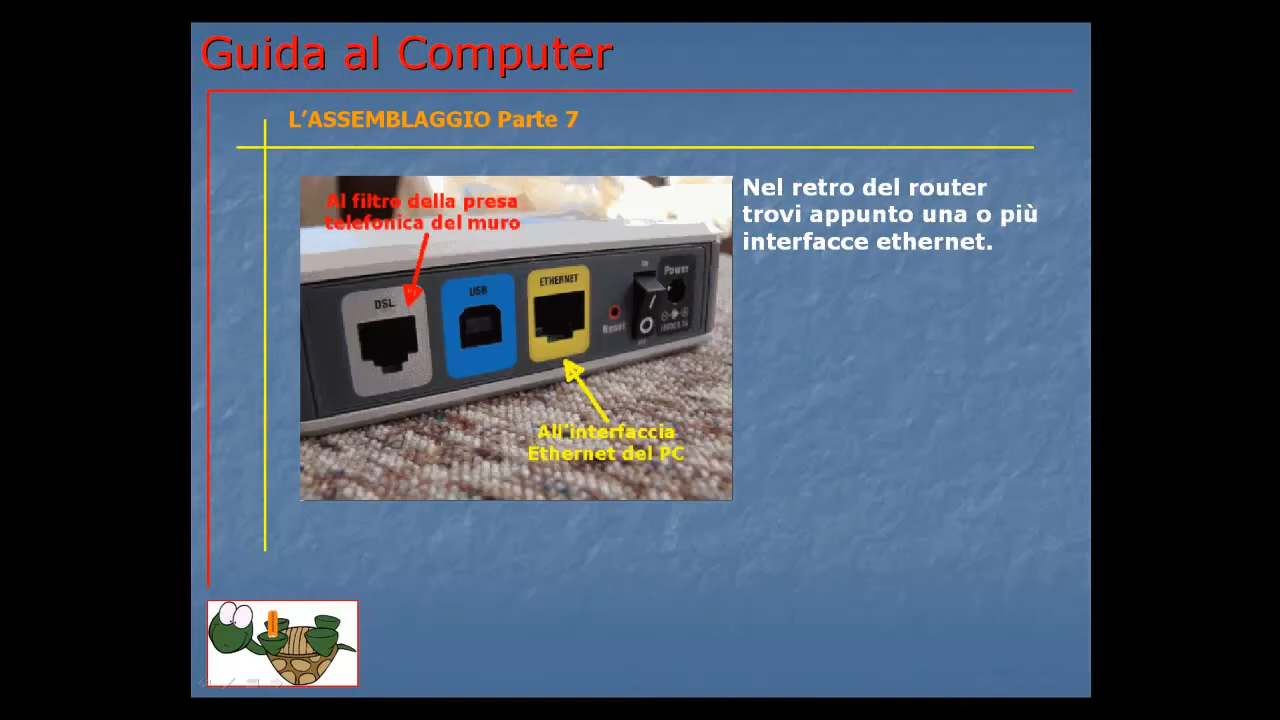 Guida al Computer
L'ASSEMBLAGGIO Parte 7
Al filtro della presa
telefonica del muro
Nel retro del router
trovi appunto una o più
interfacce ethernet.
DSL
USB
ETHERNET
Reset
Power
All'interfaccia
Ethernet del PC